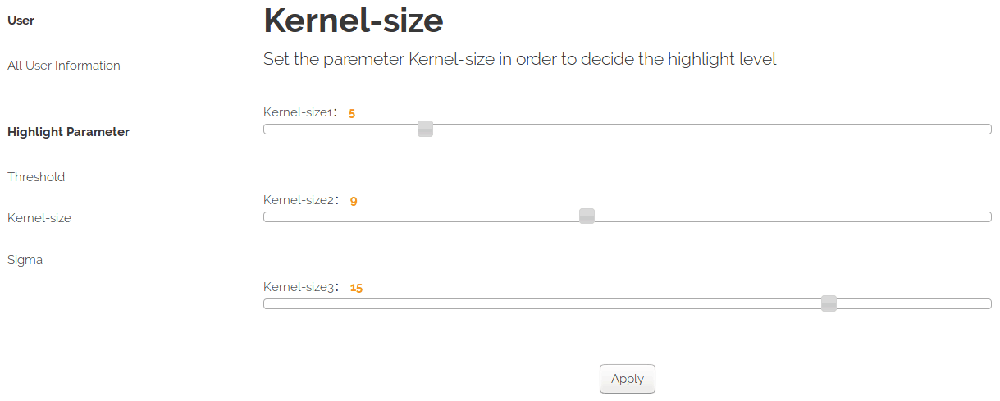 User
All User Information
Highlight Parameter
Threshold
Kernel-size
Sigma
Kernel-size
Set the paremeter Kernel-size in order to decide the highlight level
Kernel-size1: 5
Kernel-size2: 9
Kernel-size3: 15
Apply